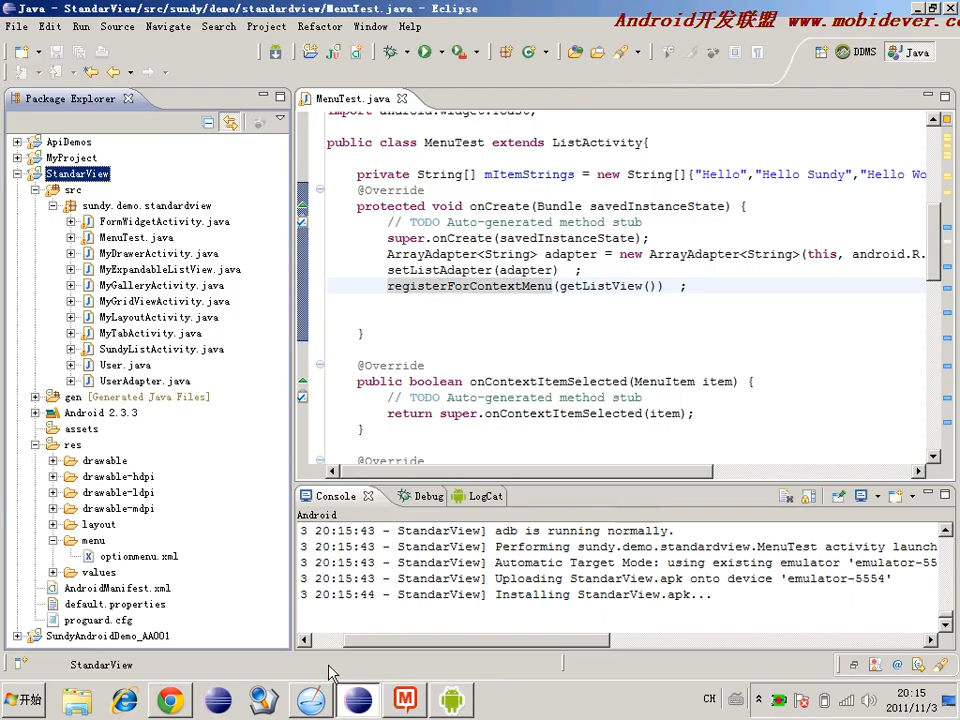 Java - StandarView/src/sundy/demo/standardview/MenuTest.java - Eclipse
Android开发联盟 www.mobidever.co
File Edit Run Source Navigate Search Project Refactor Window Help
DDMS Java
Package Explorer
MenuTest.java
ApiDemos
MyProject
StandarView
src
sundy.demo.standardview
FormWidgetActivity.java
MenuTest.java
MyDrawerActivity.java
MyExpandableListView.java
MyGalleryActivity.java
MyGridViewActivity.java
MyLayoutActivity.java
MyTabActivity.java
SundyListActivity.java
User.java
UserAdapter.java
gen [Generated Java Files]
Android 2.3.3
assets
res
drawable
drawable-hdpi
drawable-ldpi
drawable-mdpi
layout
menu
optionmenu.xml
values
AndroidManifest.xml
default.properties
proguard.cfg
SundyAndroidDemo_AA001
import android.widget.Toast;
public class MenuTest extends ListActivity{
private String[] mItemStrings = new String[]{"Hello","Hello Sundy","Hello Wo
@Override
protected void onCreate(Bundle savedInstanceState) {
// TODO Auto-generated method stub
super.onCreate(savedInstanceState);
ArrayAdapter<String> adapter = new ArrayAdapter<String>(this, android.R.
setListAdapter(adapter) ;
registerForContextMenu(getListView()) ;
}
@Override
public boolean onContextItemSelected(MenuItem item) {
// TODO Auto-generated method stub
return super.onContextItemSelected(item);
}
@Override
Console Debug LogCat
Android
3 20:15:43 - StandarView] adb is running normally.
3 20:15:43 - StandarView] Performing sundy.demo.standardview.MenuTest activity launch
3 20:15:43 - StandarView] Automatic Target Mode: using existing emulator 'emulator-55
3 20:15:43 - StandarView] Uploading StandarView.apk onto device 'emulator-5554'
3 20:15:44 - StandarView] Installing StandarView.apk...
StandarView
开始
CH
20:15
2011/11/3